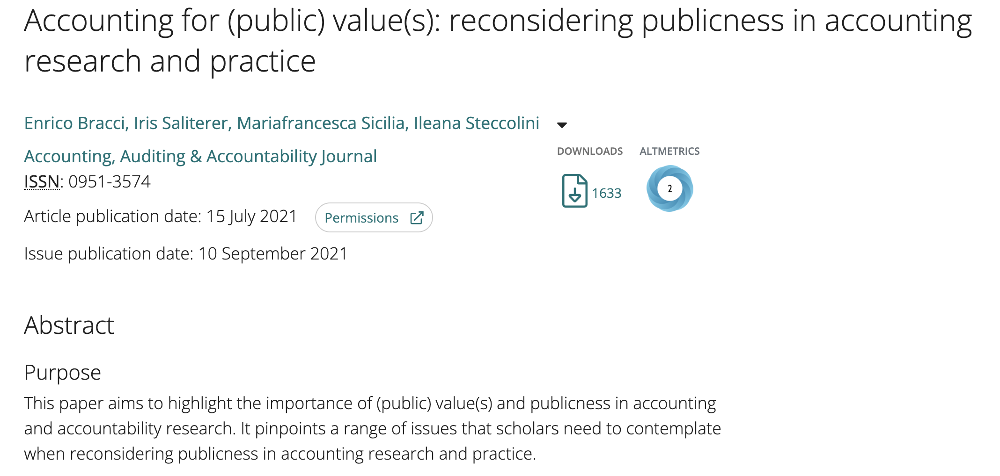 Accounting for (public) value(s): reconsidering publicness in accounting
research and practice
Enrico Bracci, Iris Saliterer, Mariafrancesca Sicilia, Ileana Steccolini
Accounting, Auditing & Accountability Journal
ISSN: 0951-3574
Article publication date: 15 July 2021 Permissions
Issue publication date: 10 September 2021
DOWNLOADS ALTMETRICS
1633 2
Abstract
Purpose
This paper aims to highlight the importance of (public) value(s) and publicness in accounting
and accountability research. It pinpoints a range of issues that scholars need to contemplate
when reconsidering publicness in accounting research and practice.